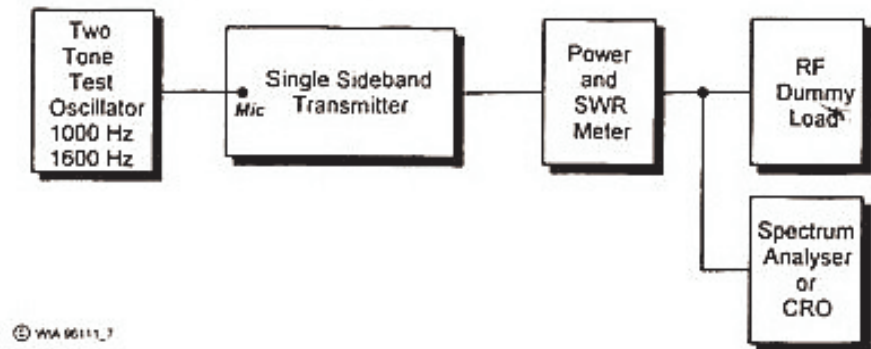 Two
Tone
Test
Oscillator
1000 Hz
1600 Hz
Mic
Single Sideband
Transmitter
Power
and
SWR
Meter
RF
Dummy
Load
Spectrum
Analyser
or
CRO
© WIA